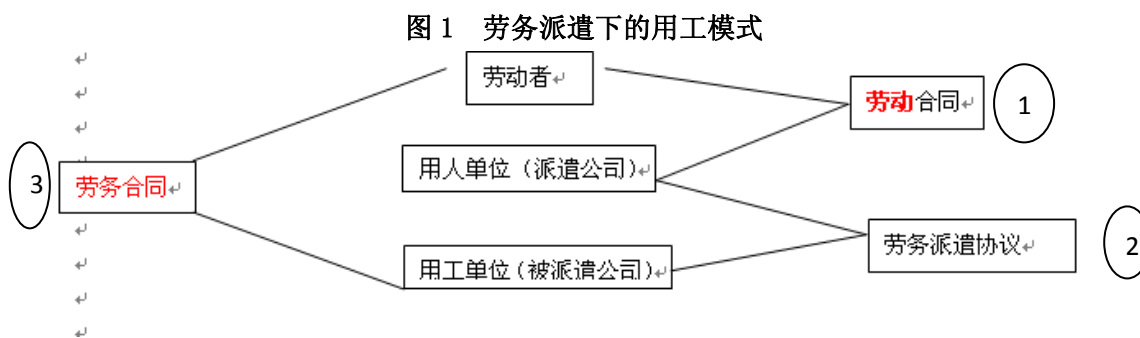 图1 劳务派遣下的用工模式
劳动者
劳动合同
1
用人单位（派遣公司）
3
劳务合同
劳务派遣协议
2
用工单位（被派遣公司）